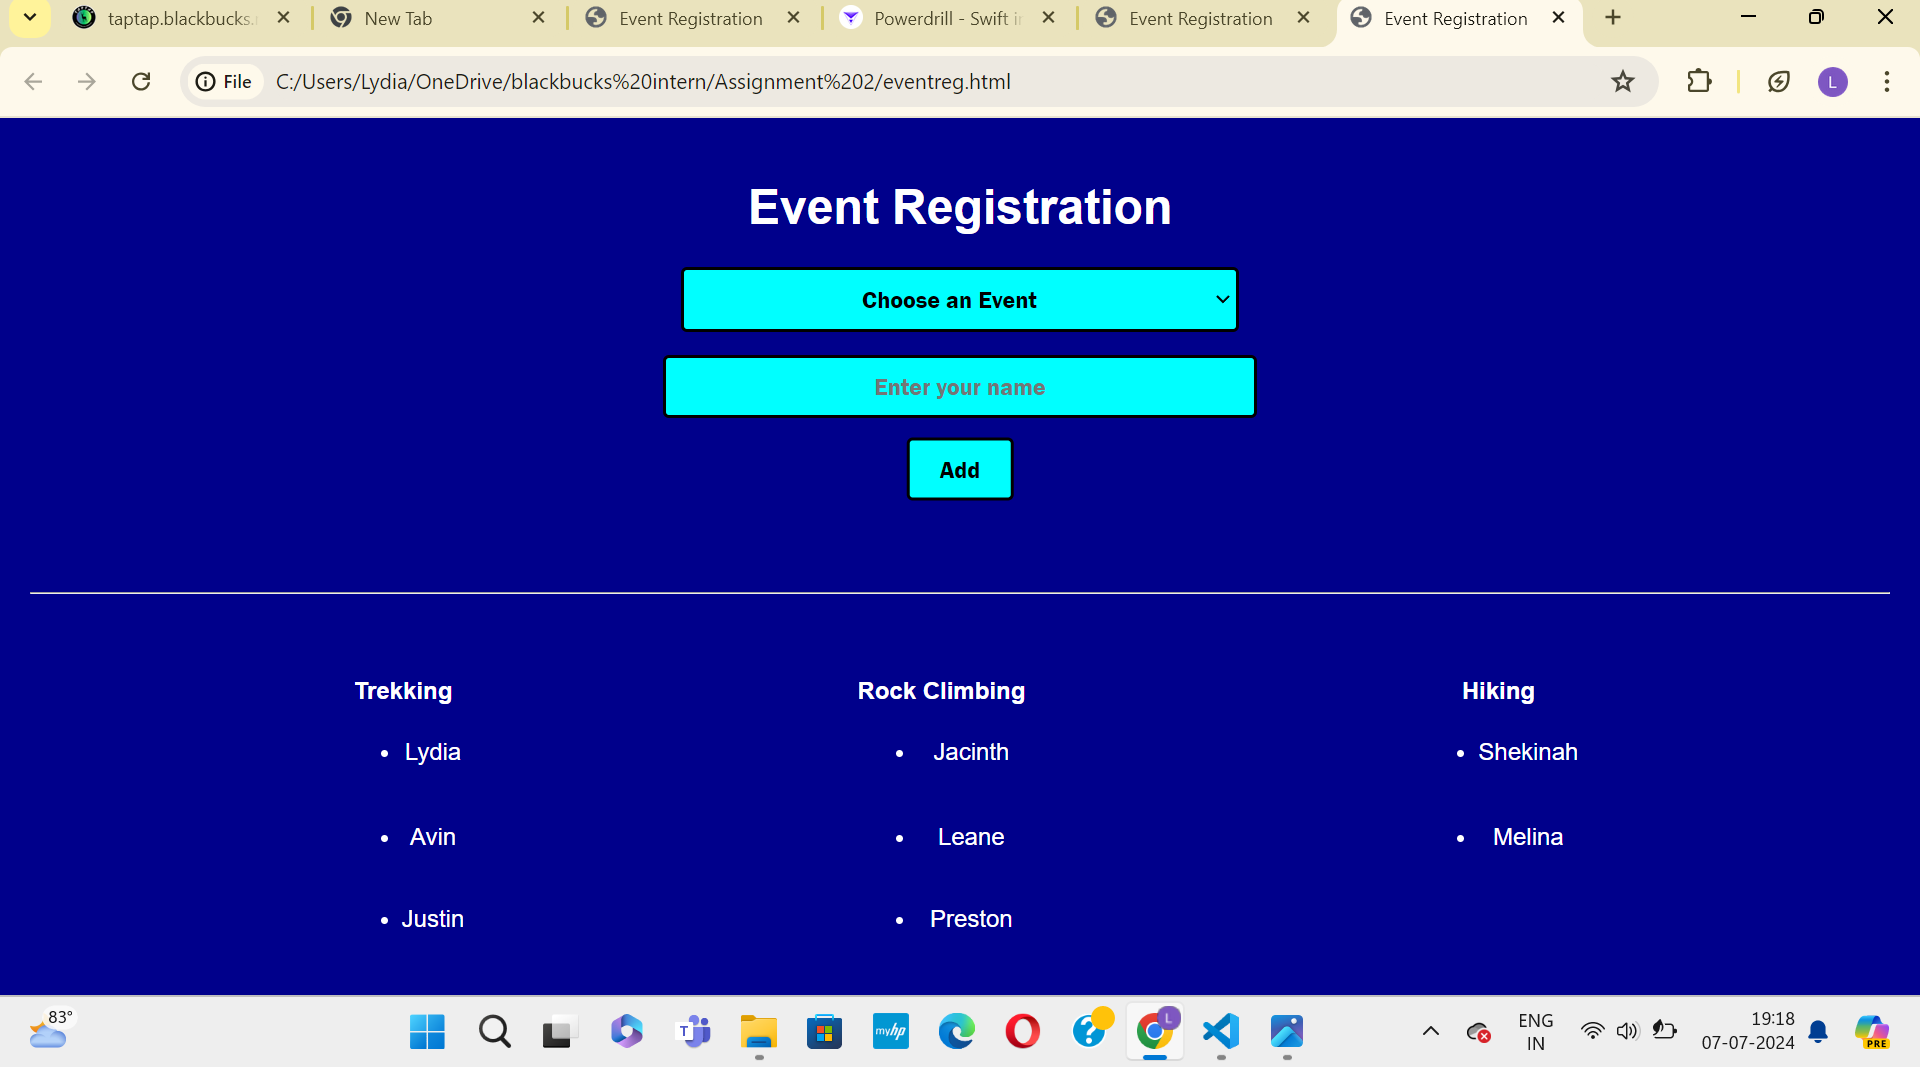 taptap.blackbucks.
New Tab
Event Registration
Powerdrill - Swift i
Event Registration
Event Registration
File
C:/Users/Lydia/OneDrive/blackbucks%20intern/Assignment%202/eventreg.html
L
Event Registration
Choose an Event
Enter your name
Add
Trekking
Rock Climbing
Hiking
Lydia
Jacinth
Shekinah
Avin
Leane
Melina
Justin
Preston
83°
T
myhp
L
ENG
IN
19:18
07-07-2024
PRE